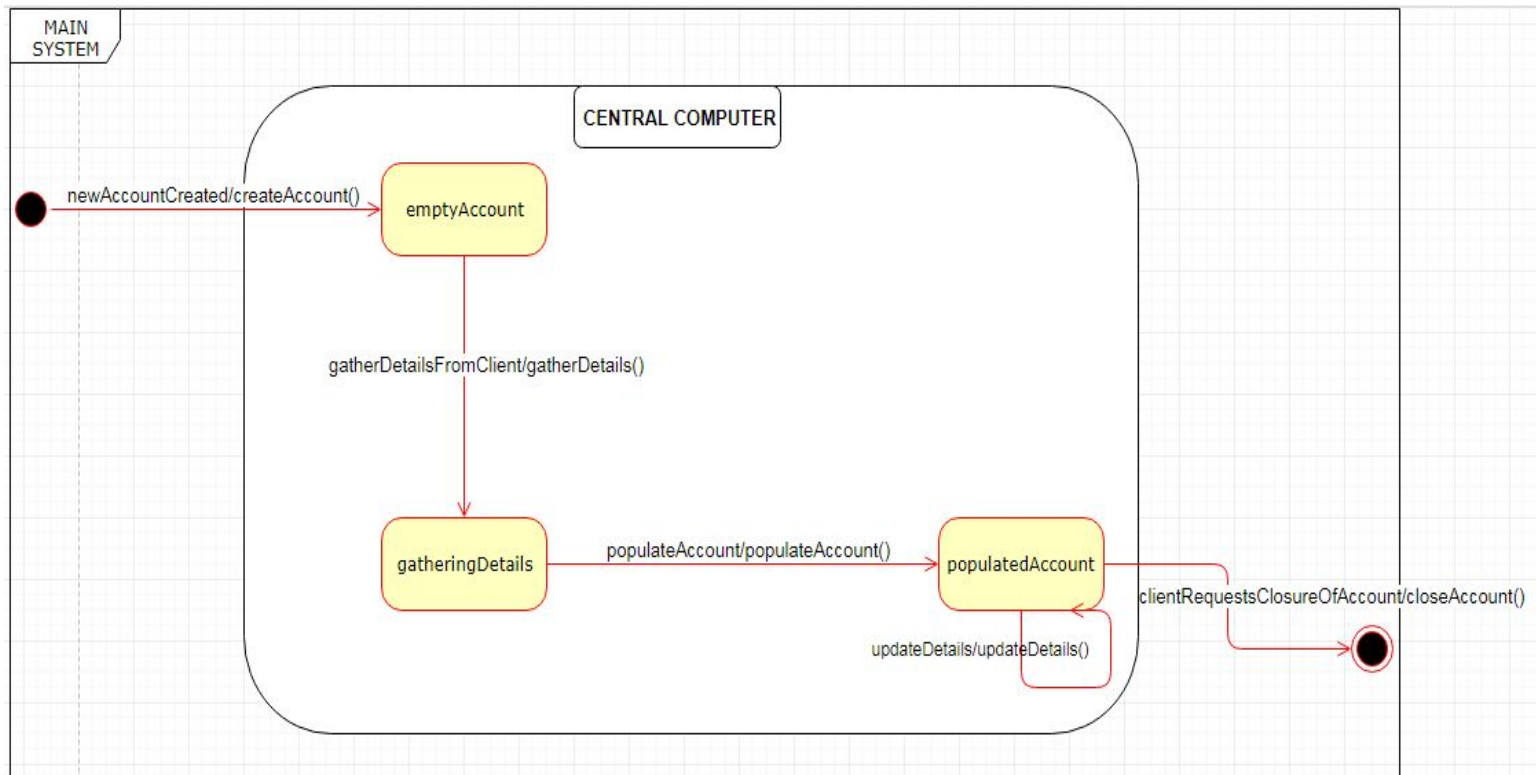 MAIN
SYSTEM
CENTRAL COMPUTER
newAccountCreated/createAccount()
emptyAccount
gatherDetailsFromClient/gatherDetails()
populateAccount/populateAccount()
gatheringDetails
populatedAccount
clientRequestsClosureOfAccount/closeAccount()
updateDetails/updateDetails()